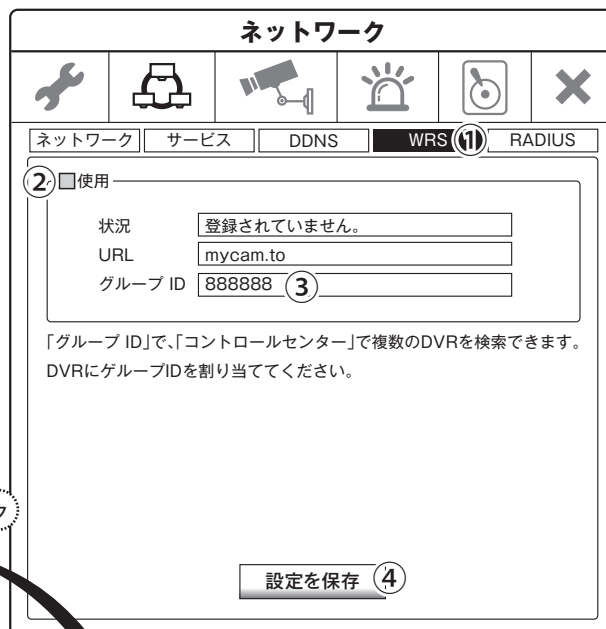 ネットワーク
ネットワーク サービス DDNS WRS ① RADIUS
② 使用
状況 登録されていません。
URL mycam.to
グループ ID 888888 ③
「グループ ID」で、「コントロールセンター」で複数のDVRを検索できます。
DVRにゲループIDを割り当ててください。
設定を保存 ④